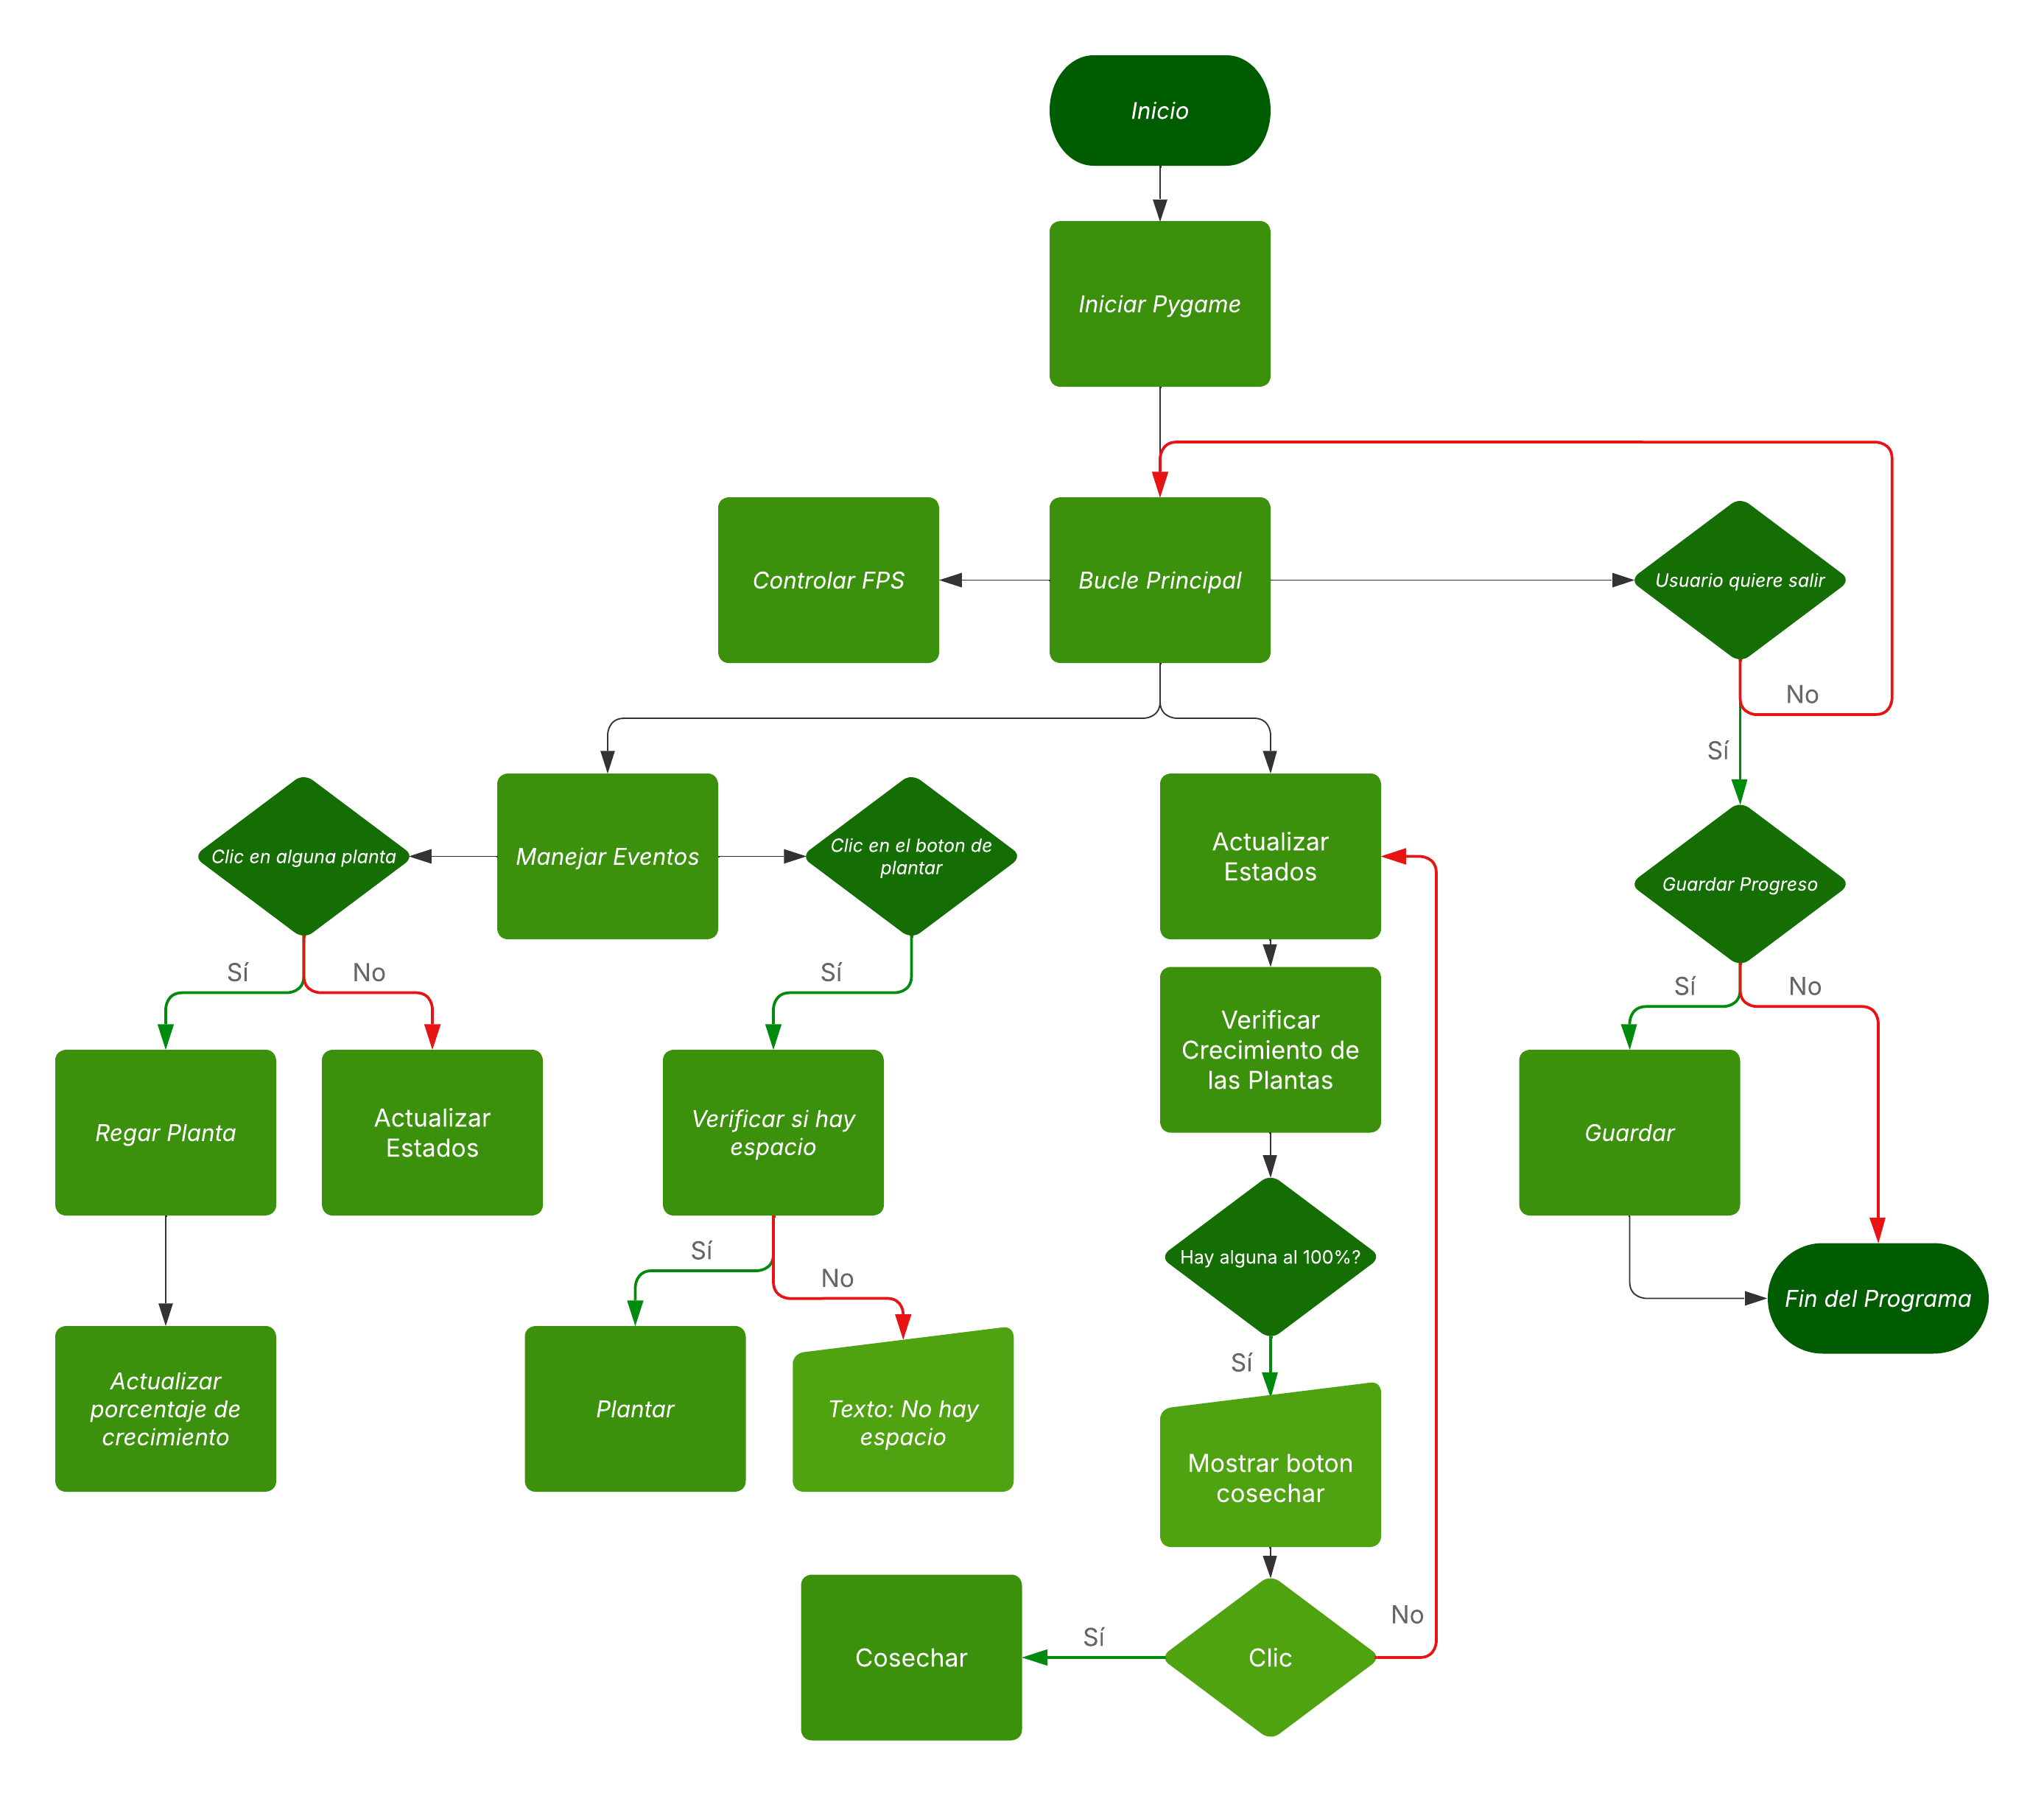 Inicio
Iniciar Pygame
Controlar FPS
Bucle Principal
Usuario quiere salir
No
Sí
Clic en alguna planta
Manejar Eventos
Clic en el boton de
plantar
Actualizar
Estados
Guardar Progreso
Sí
No
Sí
Sí
No
Verificar
Crecimiento de
las Plantas
Regar Planta
Actualizar
Estados
Verificar si hay
espacio
Guardar
Sí
No
Hay alguna al 100%?
Fin del Programa
Sí
Actualizar
porcentaje de
crecimiento
Plantar
Texto: No hay
espacio
Mostrar boton
cosechar
No
Sí
Cosechar
Clic